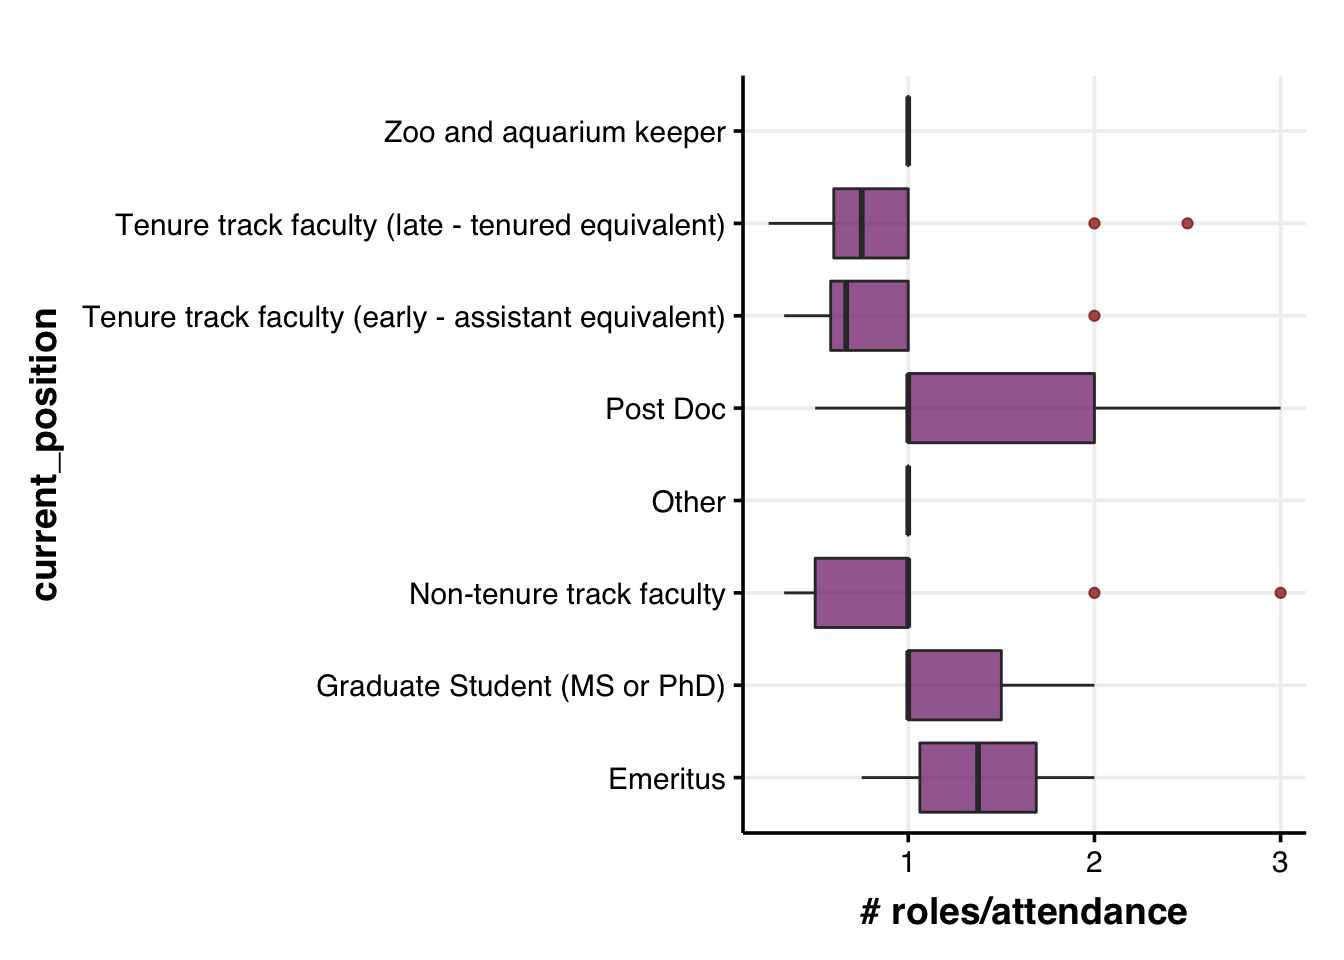 Zoo and aquarium keeper
Tenure track faculty (late - tenured equivalent)
Tenure track faculty (early - assistant equivalent)
Post Doc
Other
Non-tenure track faculty
Graduate Student (MS or PhD)
Emeritus
current_position
1 2 3
# roles/attendance